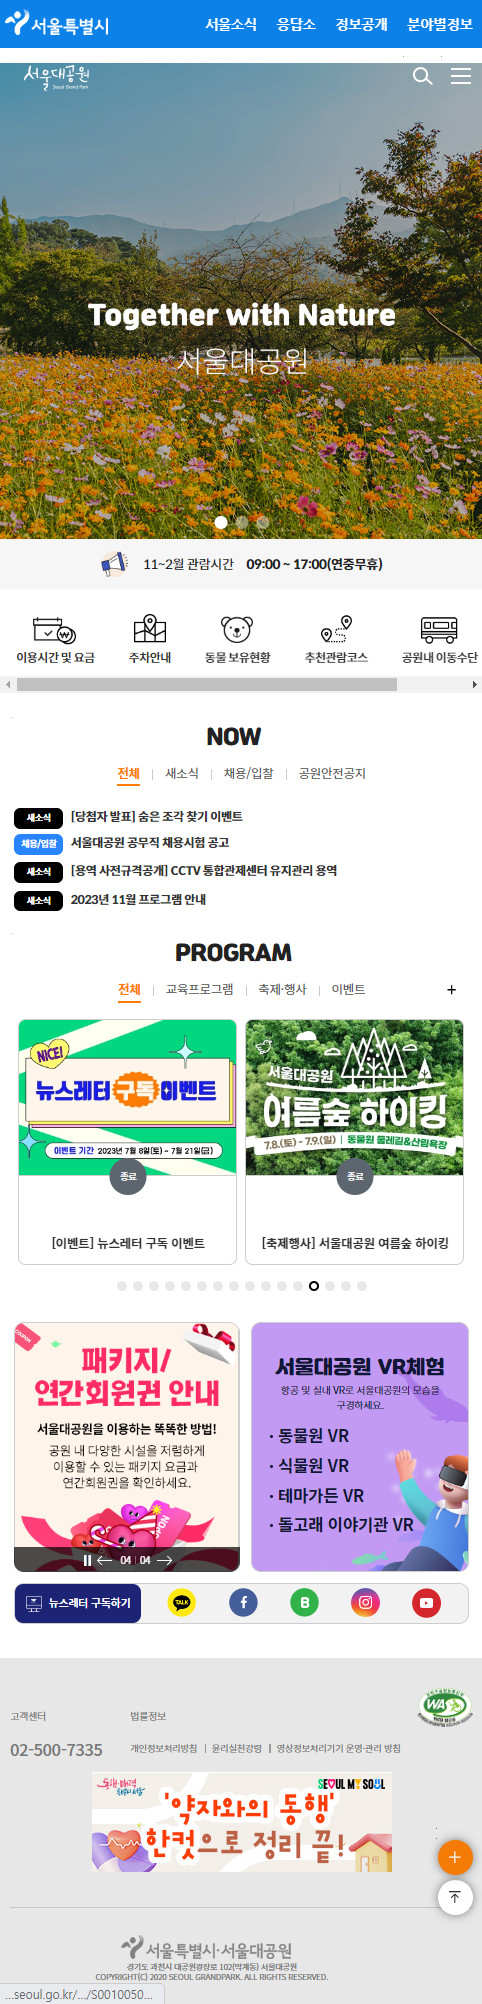 서울특별시
서울소식 응답소 정보공개 분야별정보
서울대공원
Seoul Grand Park
Together with Nature
서울대공원
11~2월 관람시간 09:00 ~ 17:00(연중무휴)
이용시간 및 요금 주차안내 동물 보유현황 추천관람코스 공원내 이동수단
NOW
전체 새소식 채용/입찰 공원안전공지
새소식 [당첨자 발표] 숨은 조각 찾기 이벤트
채용/입찰 서울대공원 공무직 채용시험 공고
새소식 [용역 사전규격공개] CCTV 통합관제센터 유지관리 용역
새소식 2023년 11월 프로그램 안내
PROGRAM
전체 교육프로그램 축제·행사 이벤트 +
NICE!
뉴스레터 구독 이벤트
이벤트 기간 2023년 7월 8일(토) ~ 7월 21일(금)
종료
[이벤트] 뉴스레터 구독 이벤트
서울대공원
여름숲 하이킹
7.8.(토) - 7.9.(일) | 동물원 둘레길&산림욕장
종료
[축제행사] 서울대공원 여름숲 하이킹
COUPON
패키지/
연간회원권 안내
서울대공원을 이용하는 똑똑한 방법!
공원 내 다양한 시설을 저렴하게
이용할 수 있는 패키지 요금과
연간회원권을 확인하세요.
COUPON
04 | 04
서울대공원 VR체험
항공 및 실내 VR로 서울대공원의 모습을
구경하세요.
· 동물원 VR
· 식물원 VR
· 테마가든 VR
· 돌고래 이야기관 VR
뉴스레터 구독하기
TALK
f
B
고객센터
02-500-7335
법률정보
개인정보처리방침 | 윤리실천강령 | 영상정보처리기기 운영·관리 방침
WA
동행·매력
특별시 서울
SEOUL MY SOUL
'약자와의 동행'
한컷으로 정리 끝!
+
서울특별시·서울대공원
경기도 과천시 대공원광장로 102(막계동) 서울대공원
COPYRIGHT(C) 2020 SEOUL GRANDPARK. ALL RIGHTS RESERVED.
...seoul.go.kr/.../S0010050...